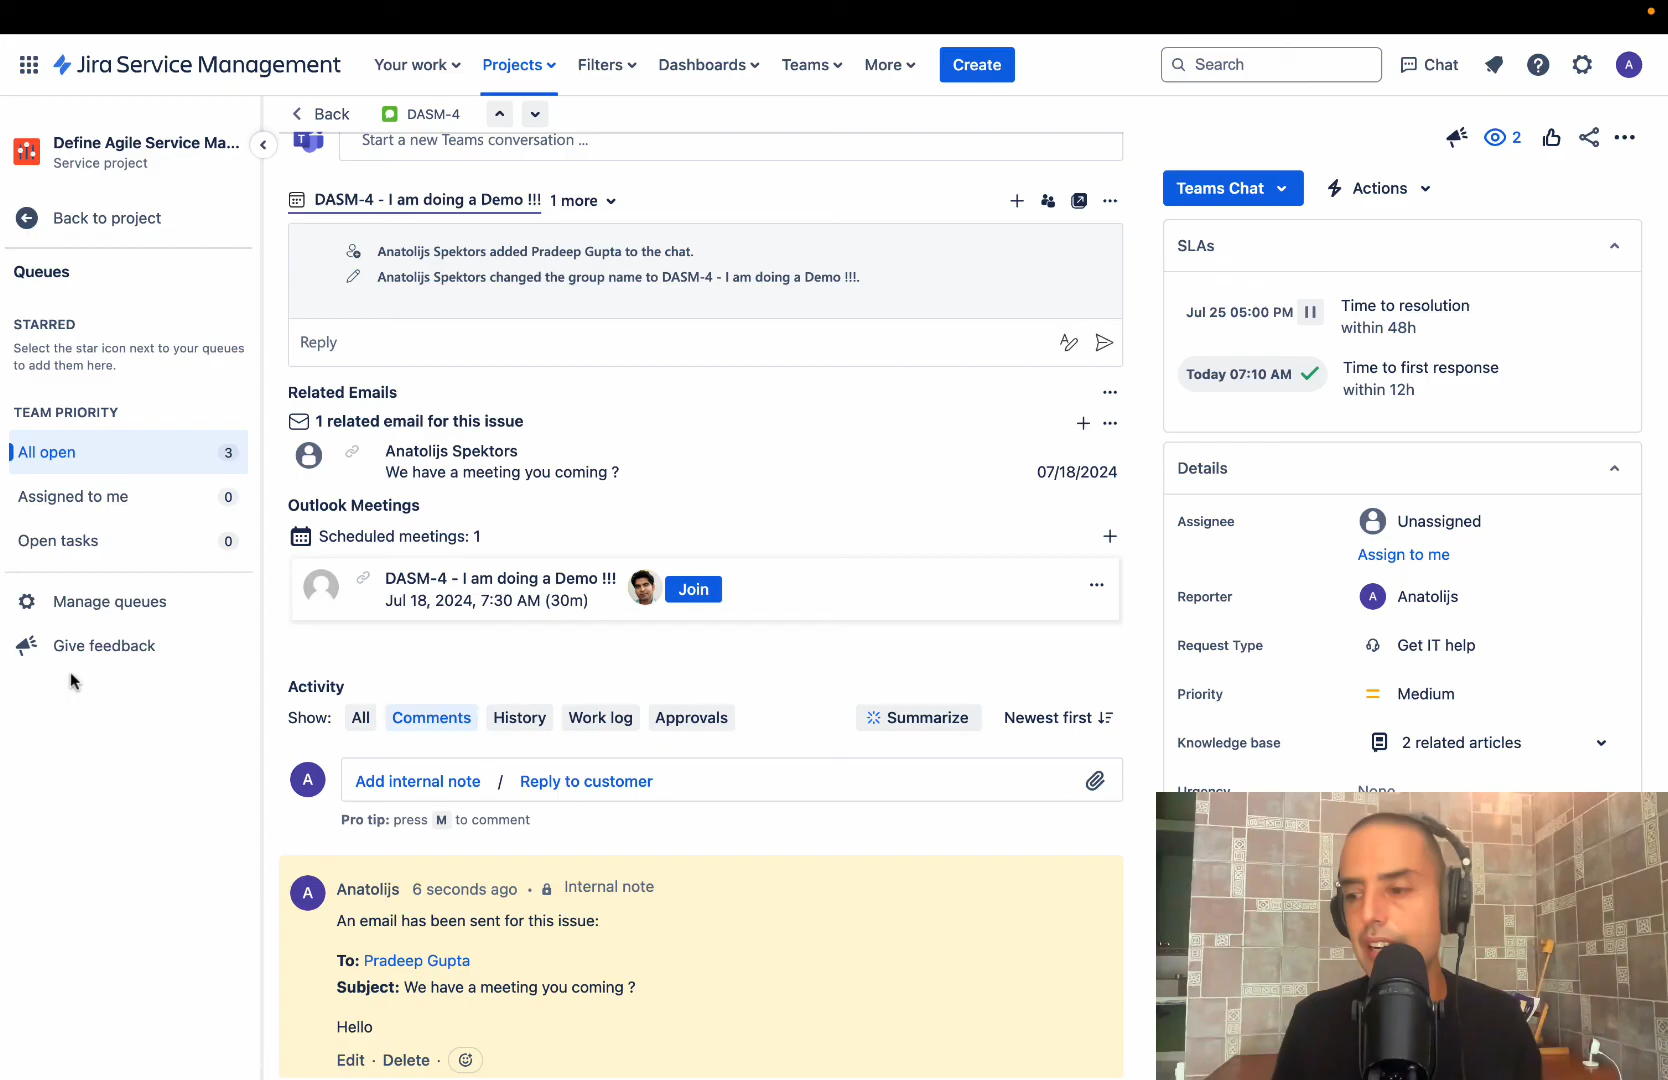 Jira Service Management
Your work
Projects
Filters
Dashboards
Teams
More
Create
Search
Chat
A
Define Agile Service Ma...
Service project
Back to project
Queues
STARRED
Select the star icon next to your queues
to add them here.
TEAM PRIORITY
All open 3
Assigned to me 0
Open tasks 0
Manage queues
Give feedback
Back
DASM-4
T
Start a new Teams conversation ...
DASM-4 - I am doing a Demo !!!
1 more
Anatolijs Spektors added Pradeep Gupta to the chat.
Anatolijs Spektors changed the group name to DASM-4 - I am doing a Demo !!!.
Reply
Related Emails
1 related email for this issue
Anatolijs Spektors
We have a meeting you coming ?
07/18/2024
Outlook Meetings
Scheduled meetings: 1
DASM-4 - I am doing a Demo !!!
Jul 18, 2024, 7:30 AM (30m)
Join
Activity
Show: All Comments History Work log Approvals
Summarize
Newest first
A
Add internal note / Reply to customer
Pro tip: press M to comment
A
Anatolijs 6 seconds ago • Internal note
An email has been sent for this issue:
To: Pradeep Gupta
Subject: We have a meeting you coming ?
Hello
Edit · Delete ·
2
Teams Chat
Actions
SLAs
Jul 25 05:00 PM
Time to resolution
within 48h
Today 07:10 AM
Time to first response
within 12h
Details
Assignee
Unassigned
Assign to me
Reporter
A
Anatolijs
Request Type
Get IT help
Priority
Medium
Knowledge base
2 related articles
Urgency
None